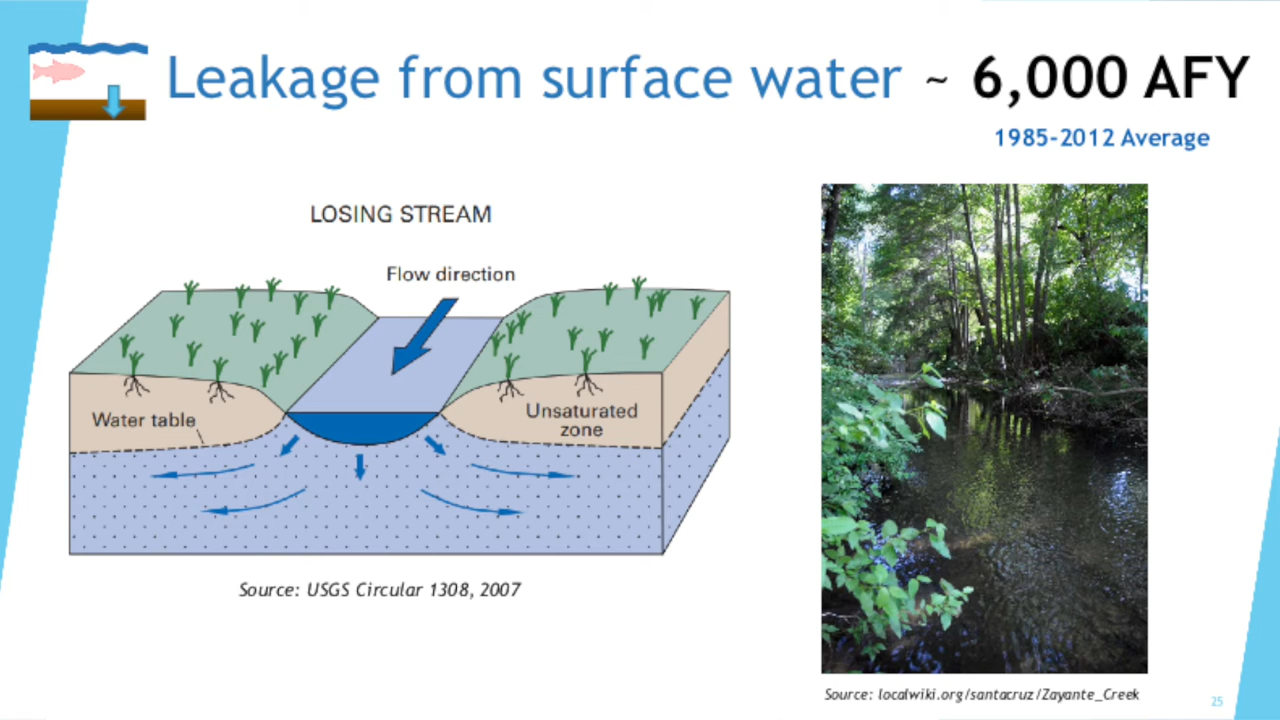 Leakage from surface water ~ 6,000 AFY
1985-2012 Average
LOSING STREAM
Flow direction
Water table
Unsaturated
zone
Source: USGS Circular 1308, 2007
Source: localwiki.org/santacruz/Zayante_Creek
25